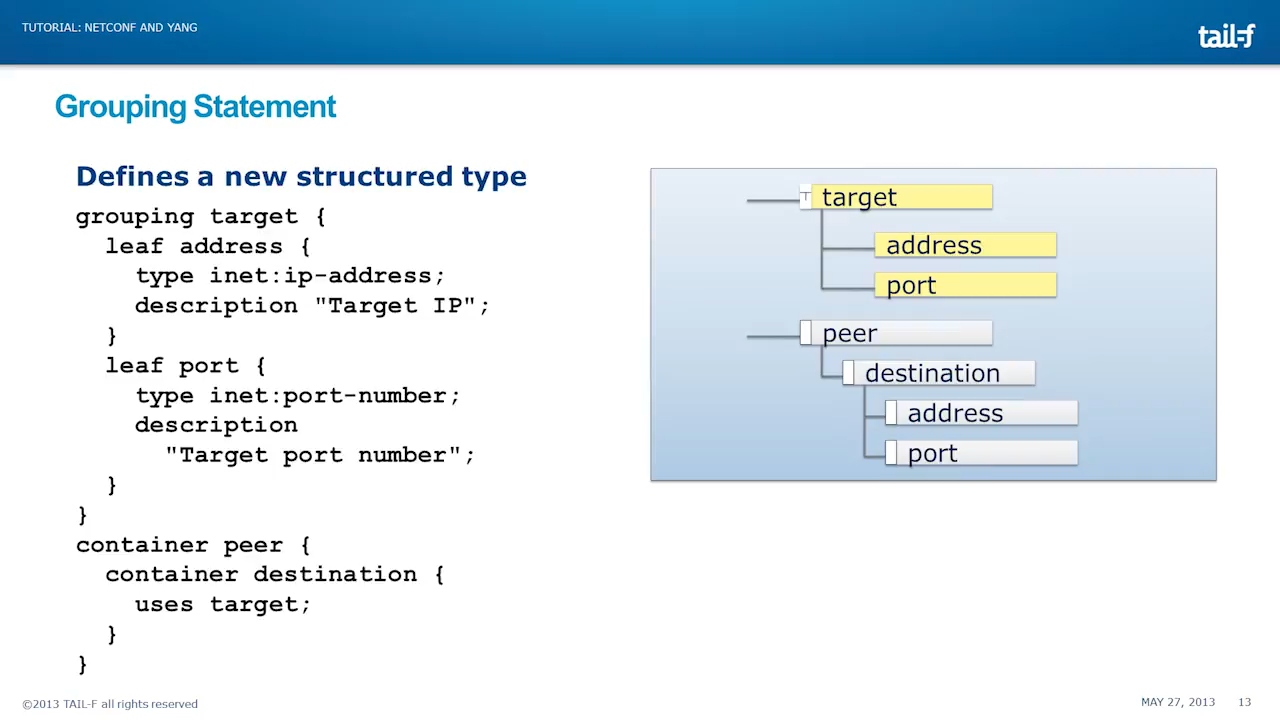 TUTORIAL: NETCONF AND YANG
tail-f
Grouping Statement
Defines a new structured type
grouping target {
  leaf address {
    type inet:ip-address;
    description "Target IP";
  }
  leaf port {
    type inet:port-number;
    description
      "Target port number";
  }
}
container peer {
  container destination {
    uses target;
  }
}
T target
address
port
peer
destination
address
port
©2013 TAIL-F all rights reserved
MAY 27, 2013 13